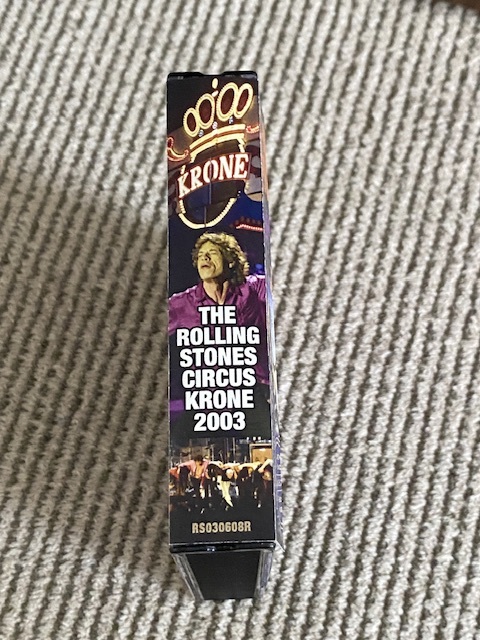 KRONE
THE
ROLLING
STONES
CIRCUS
KRONE
2003
RS030608R